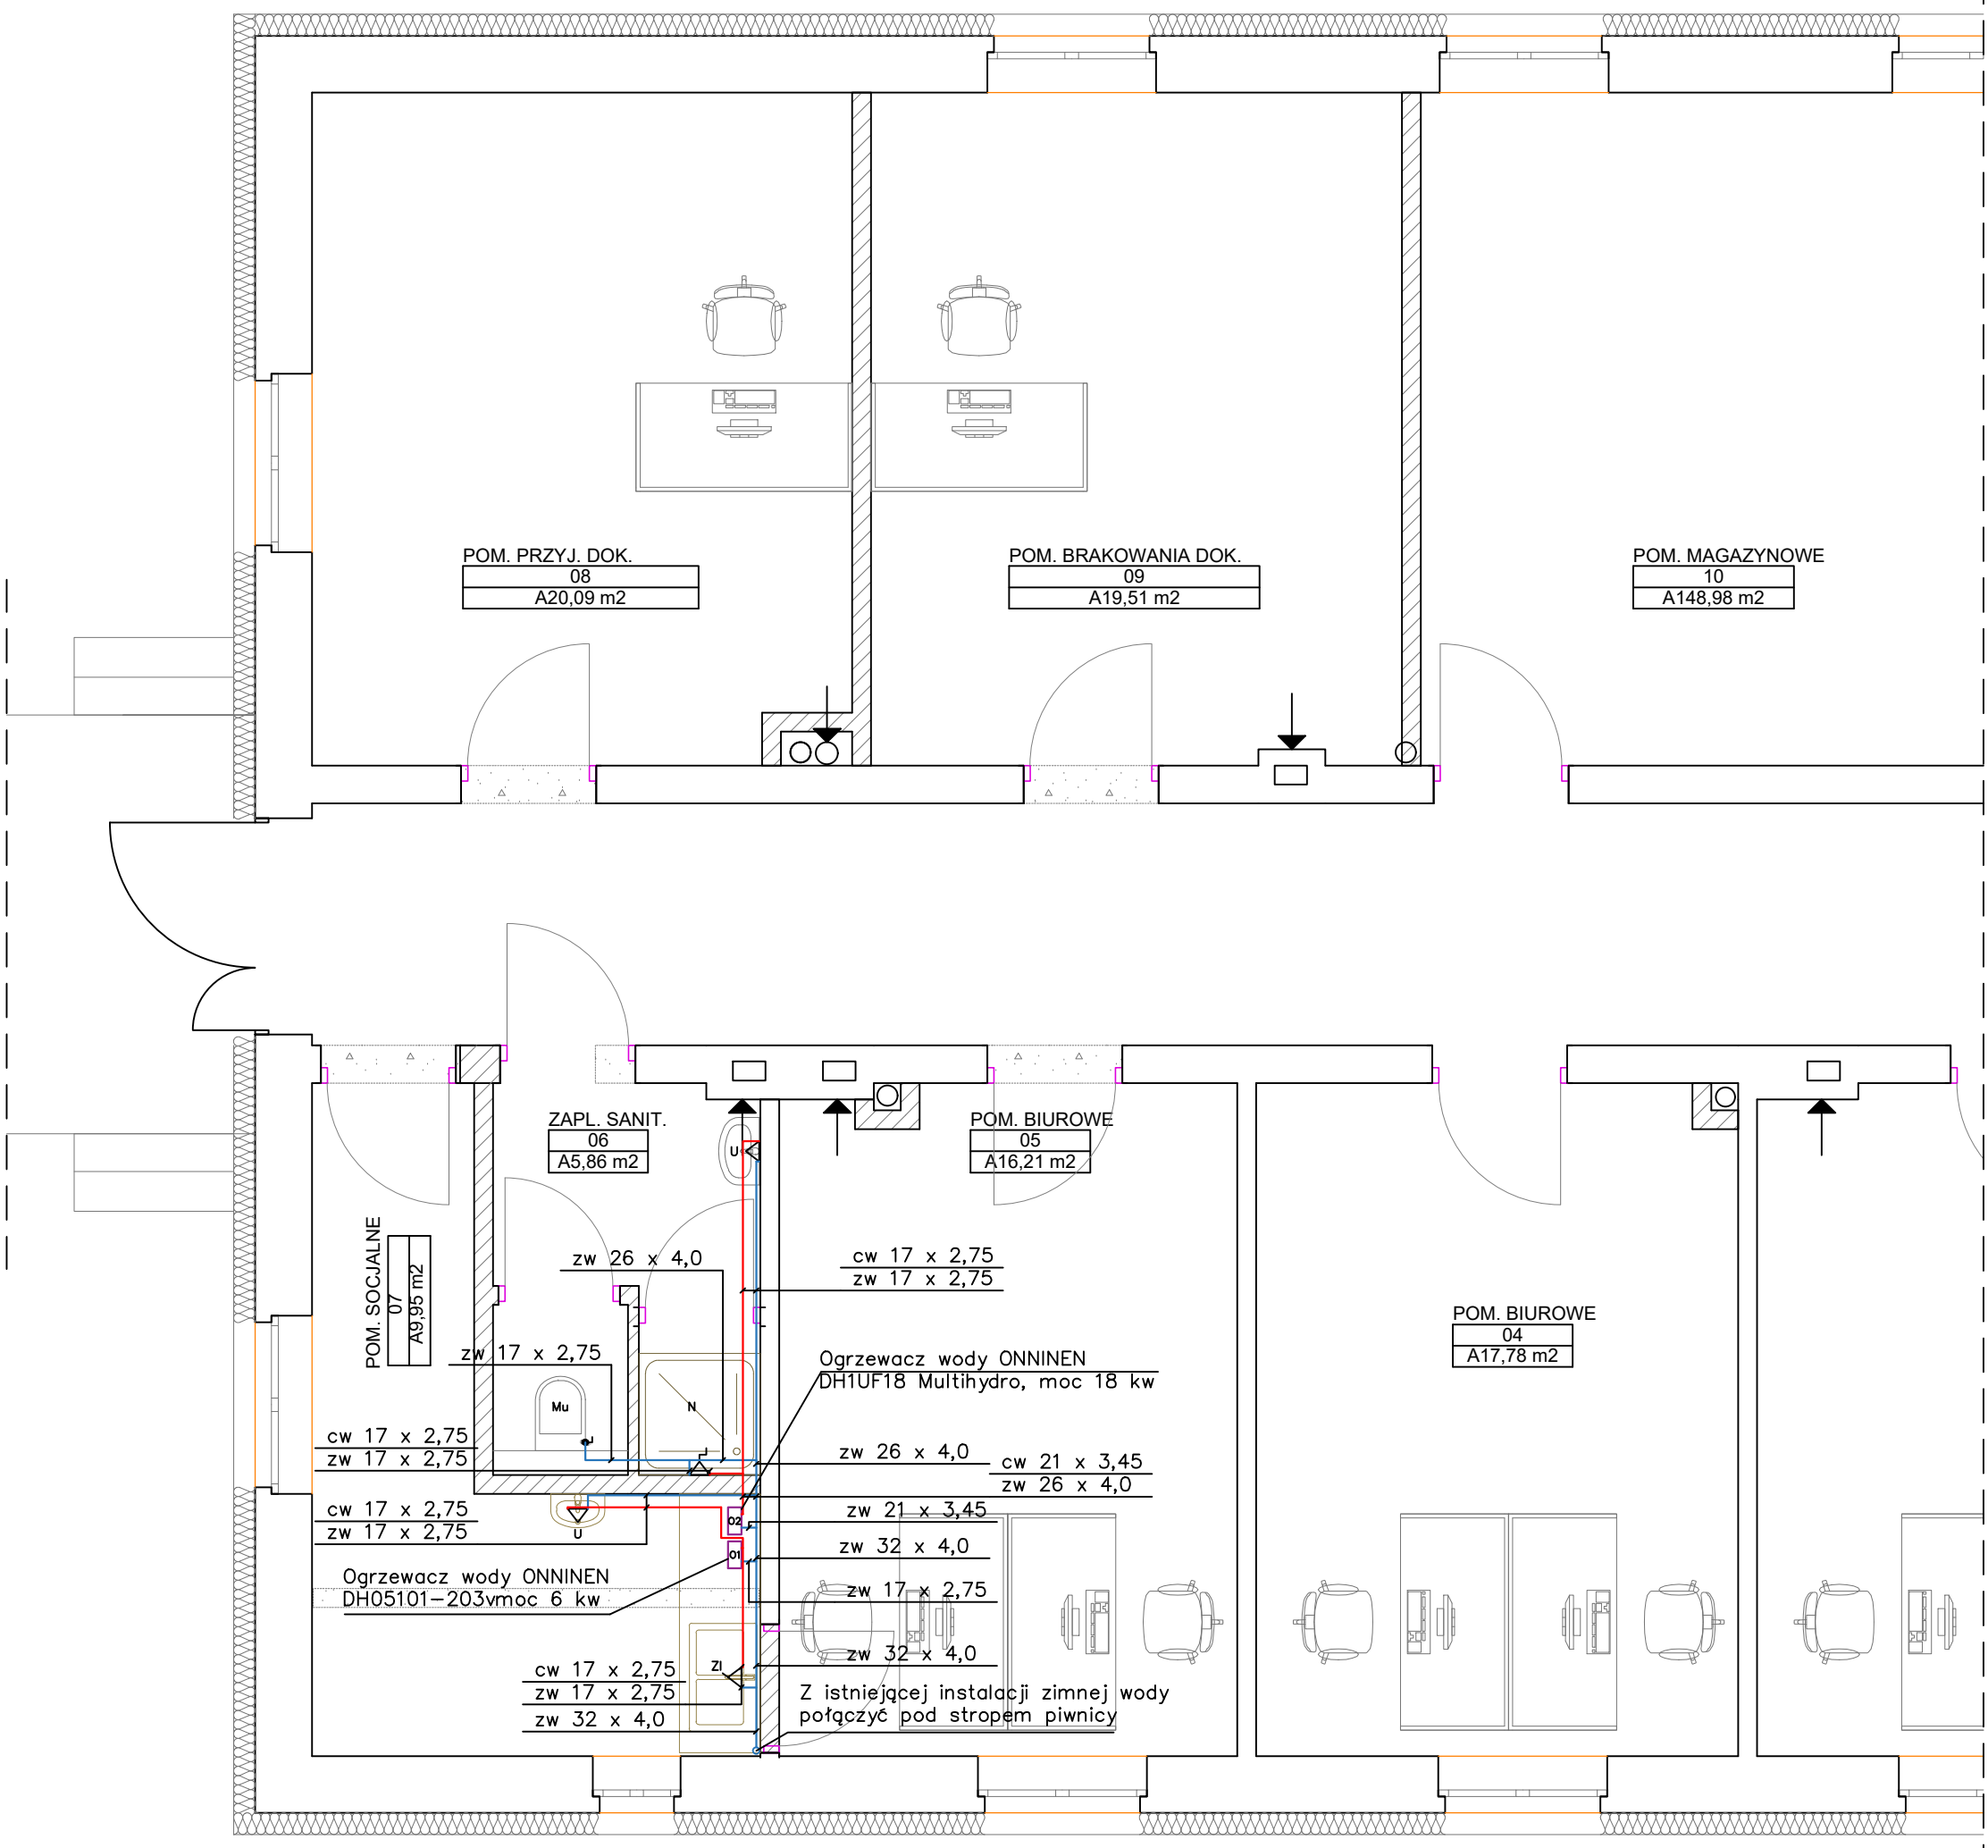 POM. PRZYJ. DOK.
08
A20,09 m2
POM. BRAKOWANIA DOK.
09
A19,51 m2
POM. MAGAZYNOWE
10
A148,98 m2
ZAPL. SANIT.
06
A5,86 m2
U
POM. BIUROWE
05
A16,21 m2
POM. SOCJALNE
07
A9,95 m2
zw 26 x 4,0
cw 17 x 2,75
zw 17 x 2,75
POM. BIUROWE
04
A17,78 m2
zw 17 x 2,75
Ogrzewacz wody ONNINEN
DH1UF18 Multihydro, moc 18 kw
Mu
N
cw 17 x 2,75
zw 17 x 2,75
zw 26 x 4,0
cw 21 x 3,45
zw 26 x 4,0
cw 17 x 2,75
zw 17 x 2,75
U
O2
zw 21 x 3,45
O1
zw 32 x 4,0
Ogrzewacz wody ONNINEN
DH05101-203vmoc 6 kw
zw 17 x 2,75
zw 32 x 4,0
Zl
cw 17 x 2,75
zw 17 x 2,75
zw 32 x 4,0
Z istniejącej instalacji zimnej wody
połączyć pod stropem piwnicy